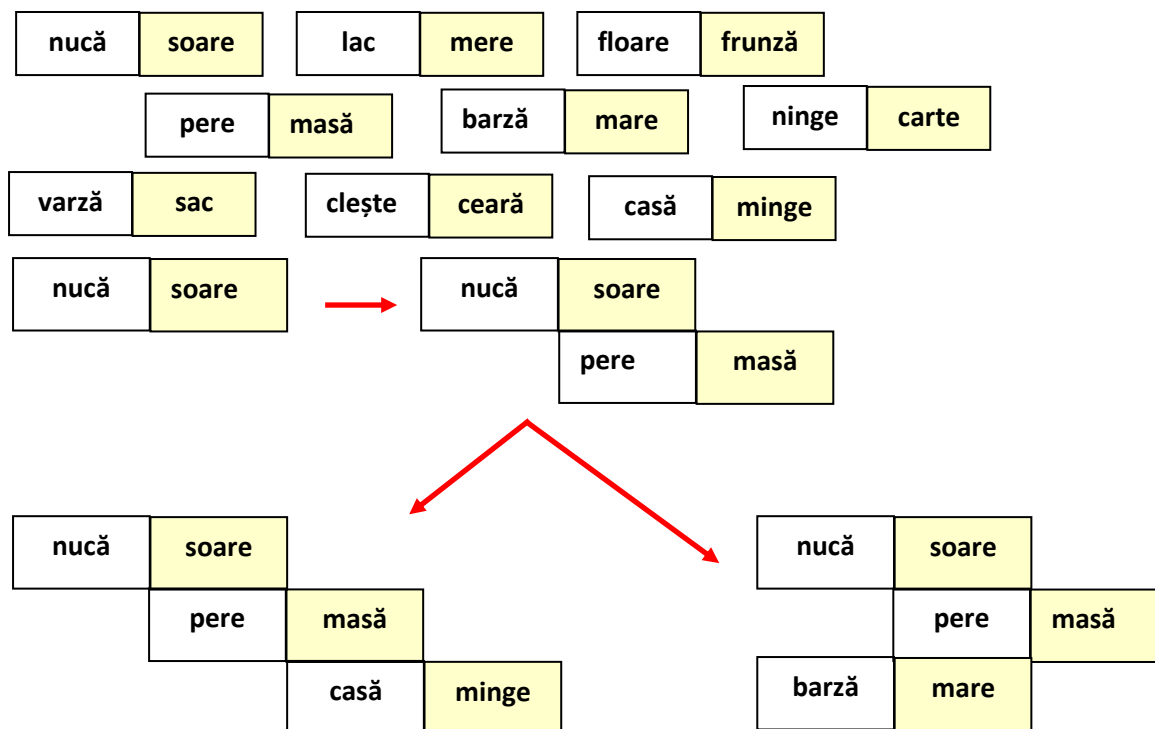 nucă soare lac mere floare frunză
pere masă barză mare ninge carte
varză sac clește ceară casă minge
nucă soare nucă soare
pere masă
nucă soare nucă soare
pere masă pere masă
casă minge barză mare